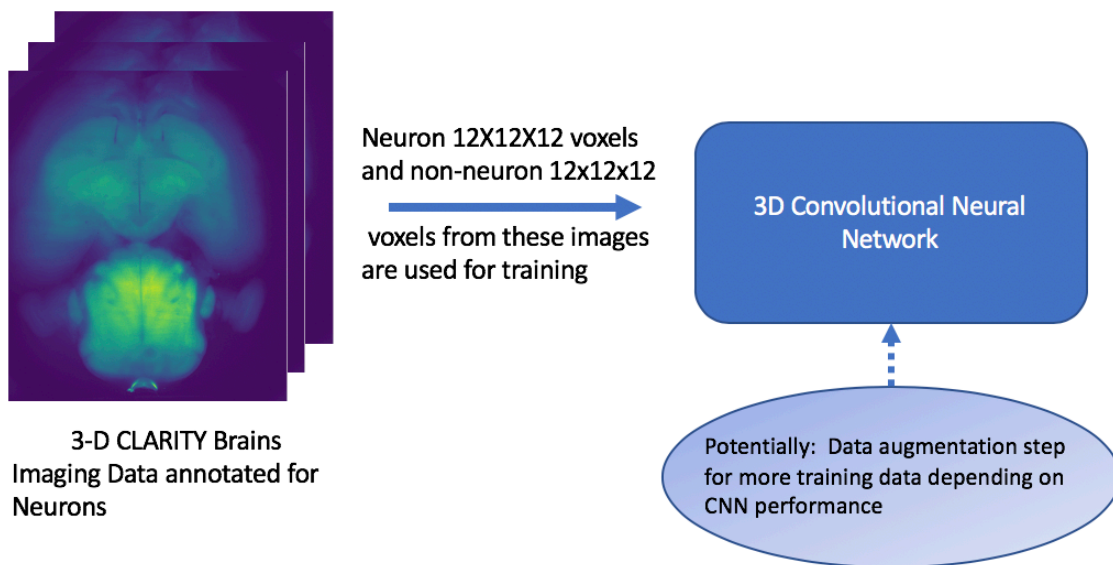 Neuron 12X12X12 voxels
and non-neuron 12x12x12
voxels from these images
are used for training
3D Convolutional Neural
Network
3-D CLARITY Brains
Imaging Data annotated for
Neurons
Potentially: Data augmentation step
for more training data depending on
CNN performance